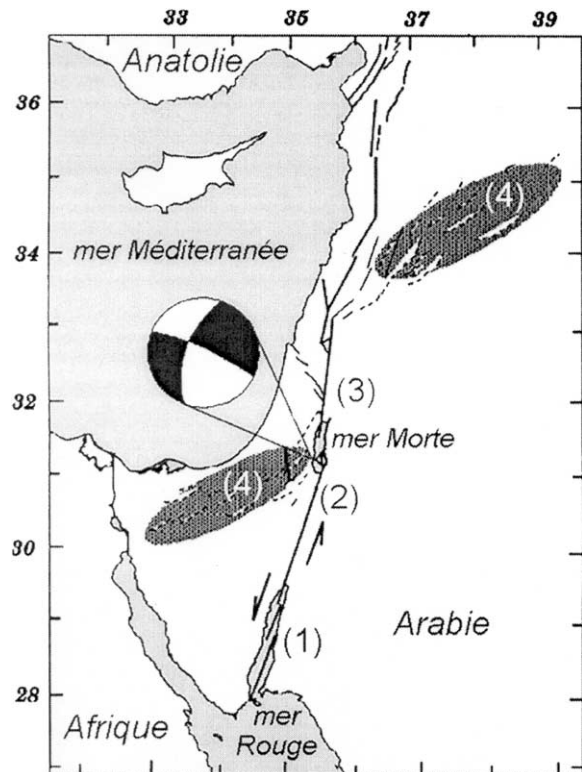 33 35 37 39
36
34
32
30
28
Anatolie
(4)
mer Méditerranée
(3)
mer Morte
(4)
(2)
(1)
Arabie
Afrique
mer
Rouge